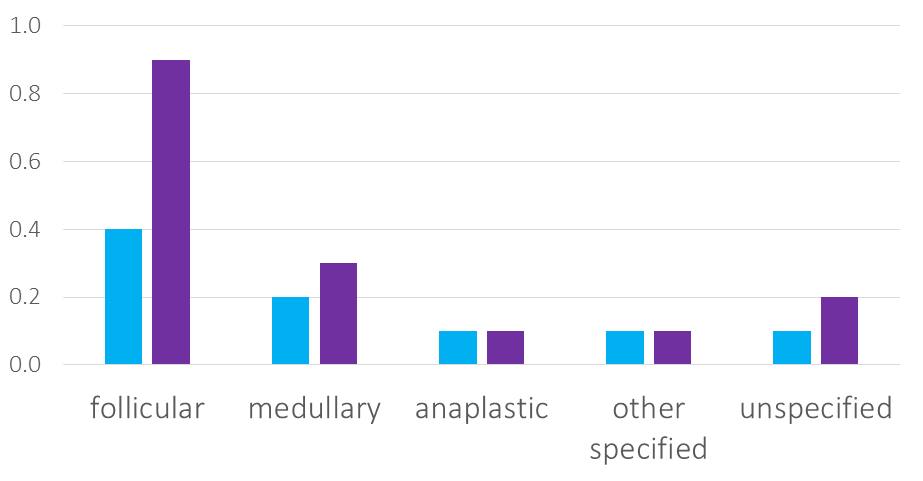 1.0
0.8
0.6
0.4
0.2
0.0
follicular
medullary
anaplastic
other
specified
unspecified